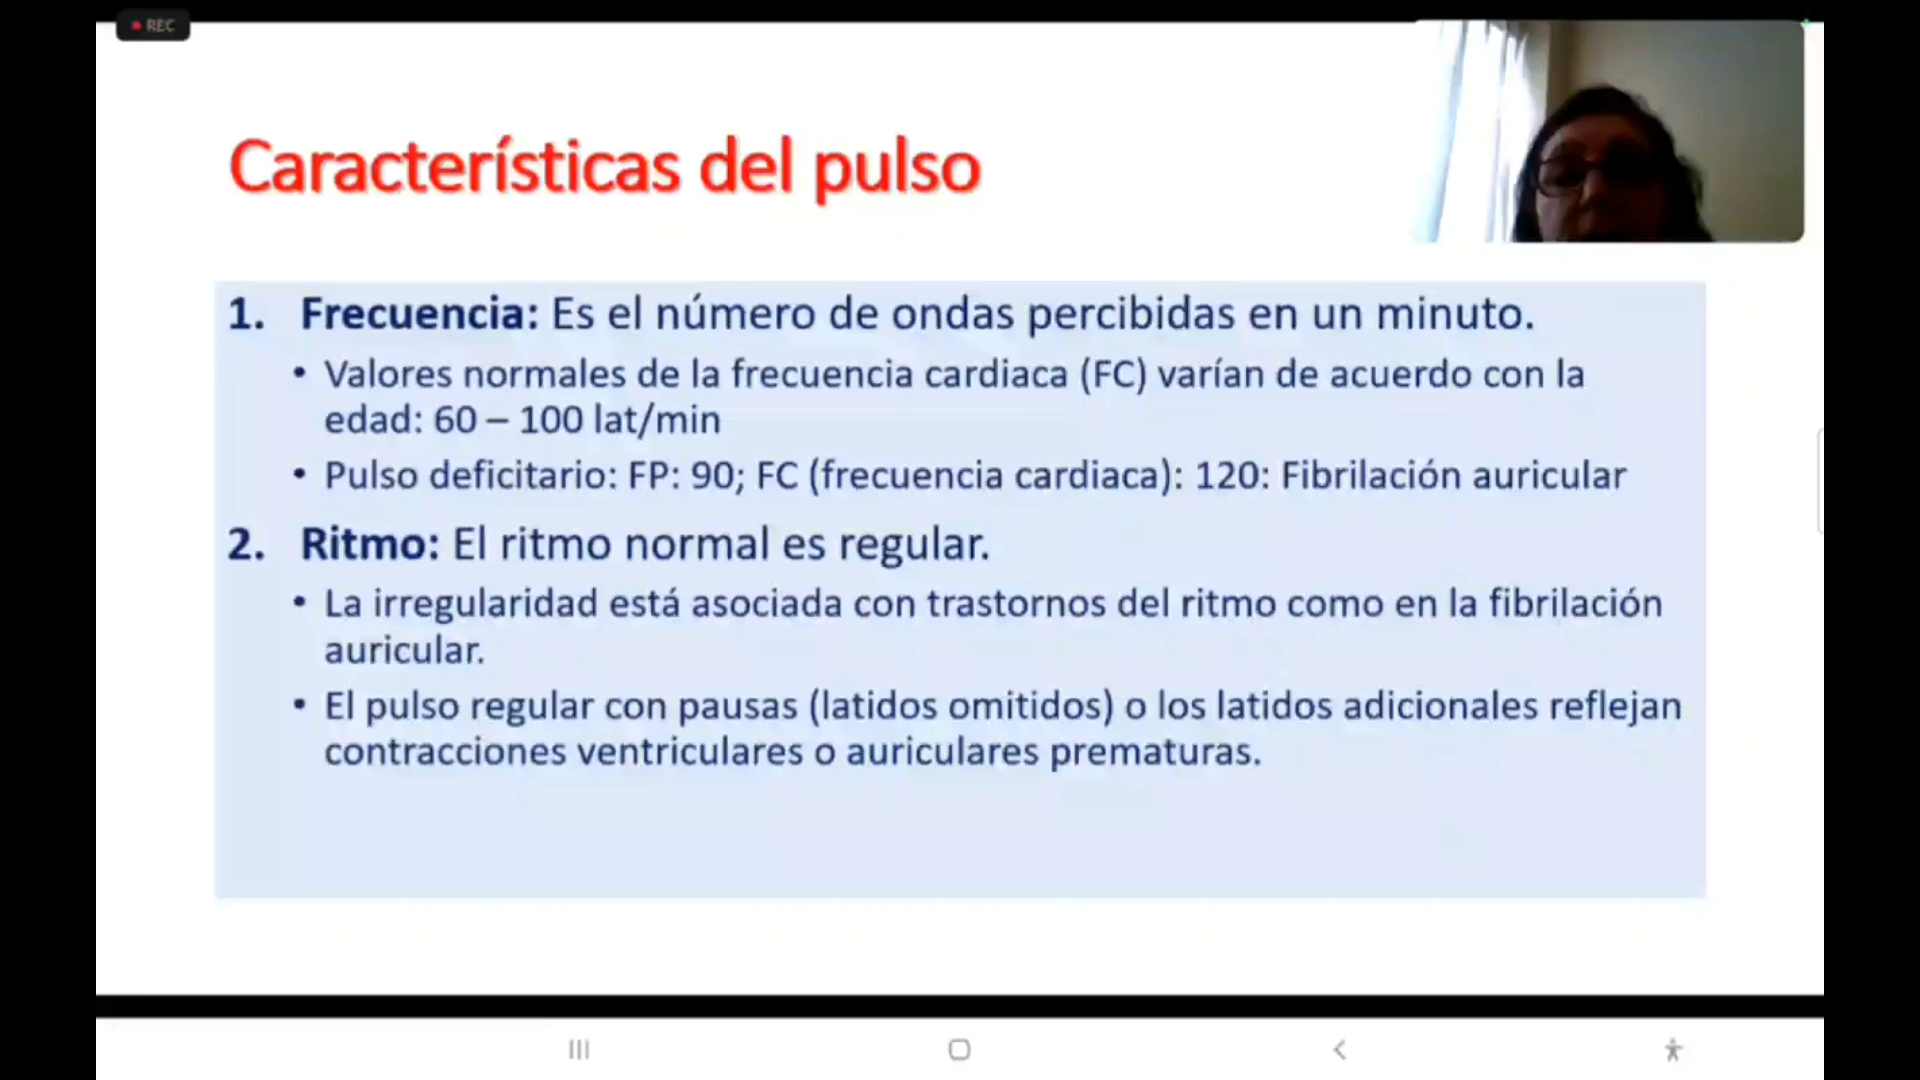 REC
Características del pulso
1. Frecuencia: Es el número de ondas percibidas en un minuto.
• Valores normales de la frecuencia cardiaca (FC) varían de acuerdo con la
edad: 60 – 100 lat/min
• Pulso deficitario: FP: 90; FC (frecuencia cardiaca): 120: Fibrilación auricular
2. Ritmo: El ritmo normal es regular.
• La irregularidad está asociada con trastornos del ritmo como en la fibrilación
auricular.
• El pulso regular con pausas (latidos omitidos) o los latidos adicionales reflejan
contracciones ventriculares o auriculares prematuras.